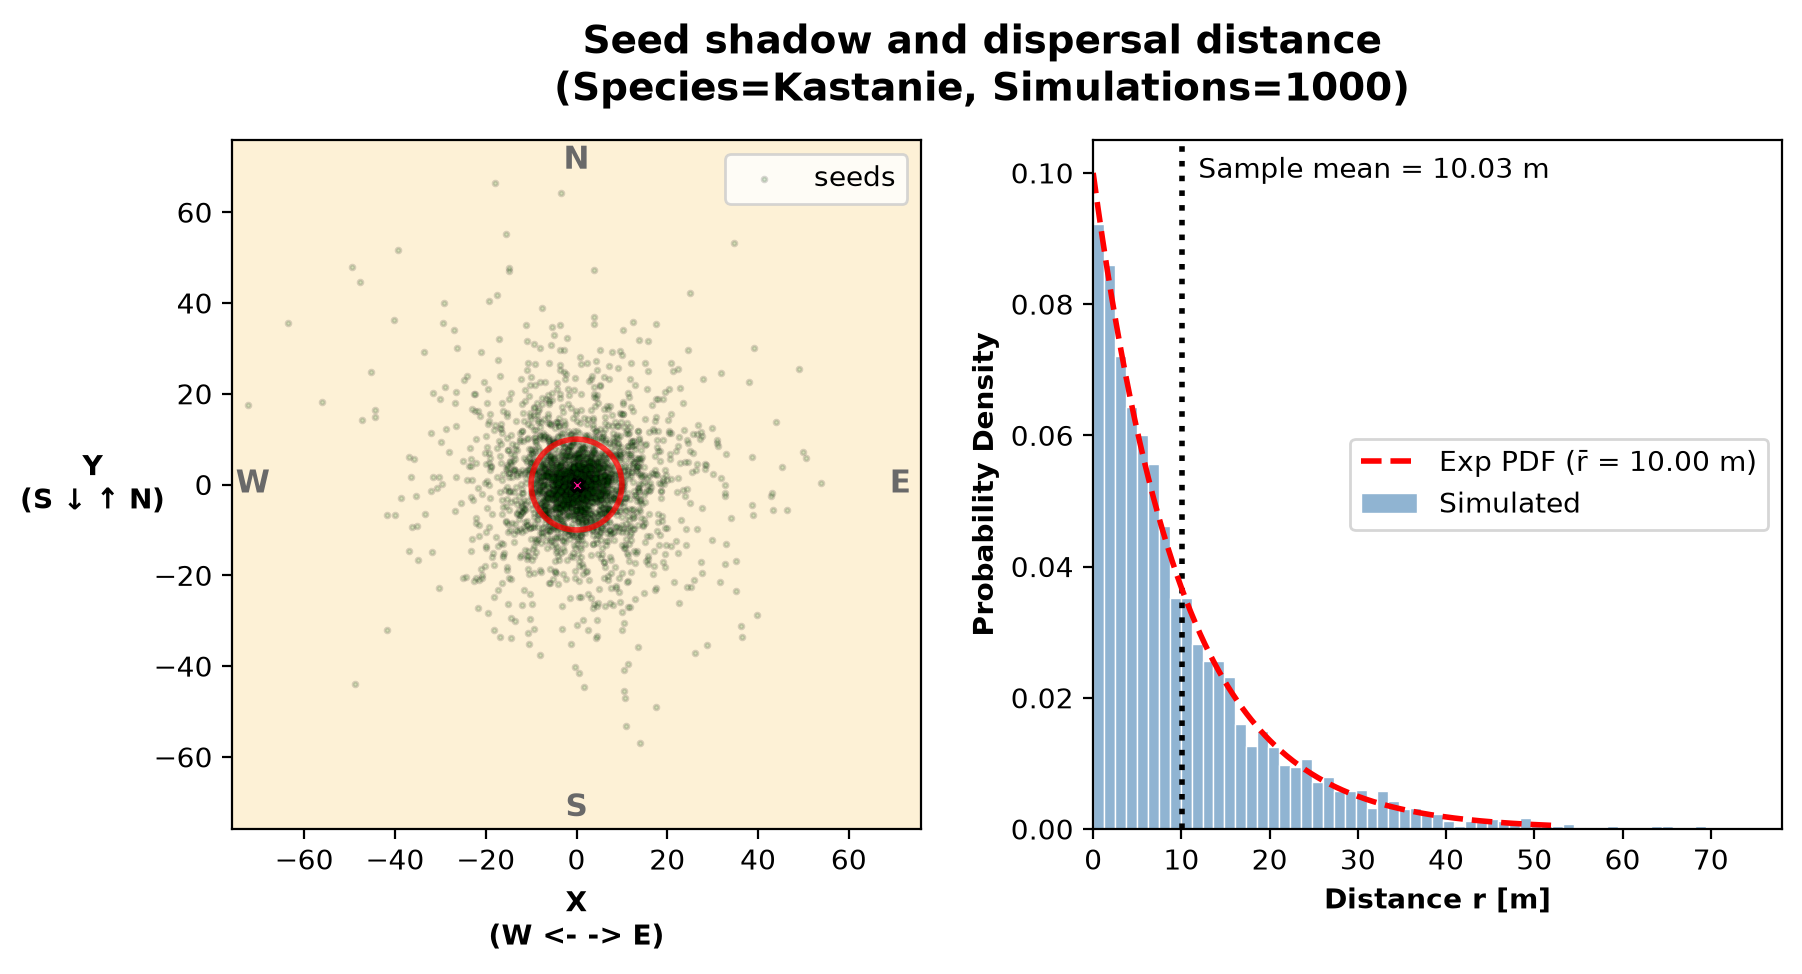 Seed shadow and dispersal distance
(Species=Kastanie, Simulations=1000)
N
seeds
W
E
S
60
40
20
0
−20
−40
−60
Y
(S ↓ ↑ N)
−60 −40 −20 0 20 40 60
X
(W <- -> E)
Sample mean = 10.03 m
0.10
0.08
0.06
0.04
0.02
0.00
Probability Density
Exp PDF (r̄ = 10.00 m)
Simulated
0 10 20 30 40 50 60 70
Distance r [m]